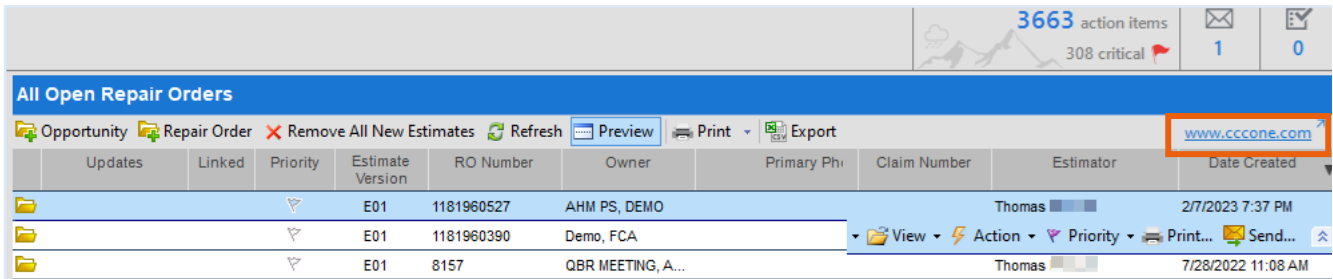 3663 action items
308 critical
1
0
All Open Repair Orders
Opportunity Repair Order Remove All New Estimates Refresh Preview Print Export www.cccone.com
Updates Linked Priority Estimate Version RO Number Owner Primary Claim Number Estimator Date Created
E01 1181960527 AHM PS, DEMO Thomas 2/7/2023 7:37 PM
E01 1181960390 Demo, FCA View Action Priority Print... Send...
E01 8157 QBR MEETING, A... Thomas 7/28/2022 11:08 AM